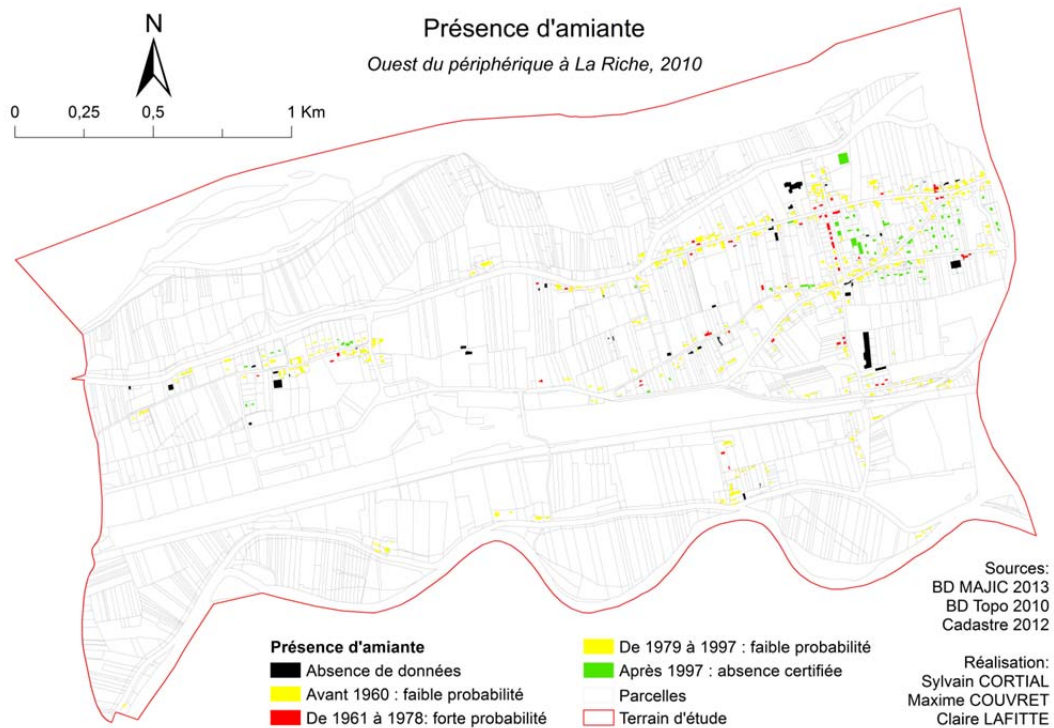 Présence d'amiante
Ouest du périphérique à La Riche, 2010
N
0 0,25 0,5 1 Km
Sources:
BD MAJIC 2013
BD Topo 2010
Cadastre 2012
Réalisation:
Sylvain CORTIAL
Maxime COUVRET
Claire LAFITTE
Présence d'amiante
Absence de données
Avant 1960 : faible probabilité
De 1961 à 1978: forte probabilité
De 1979 à 1997 : faible probabilité
Après 1997 : absence certifiée
Parcelles
Terrain d'étude